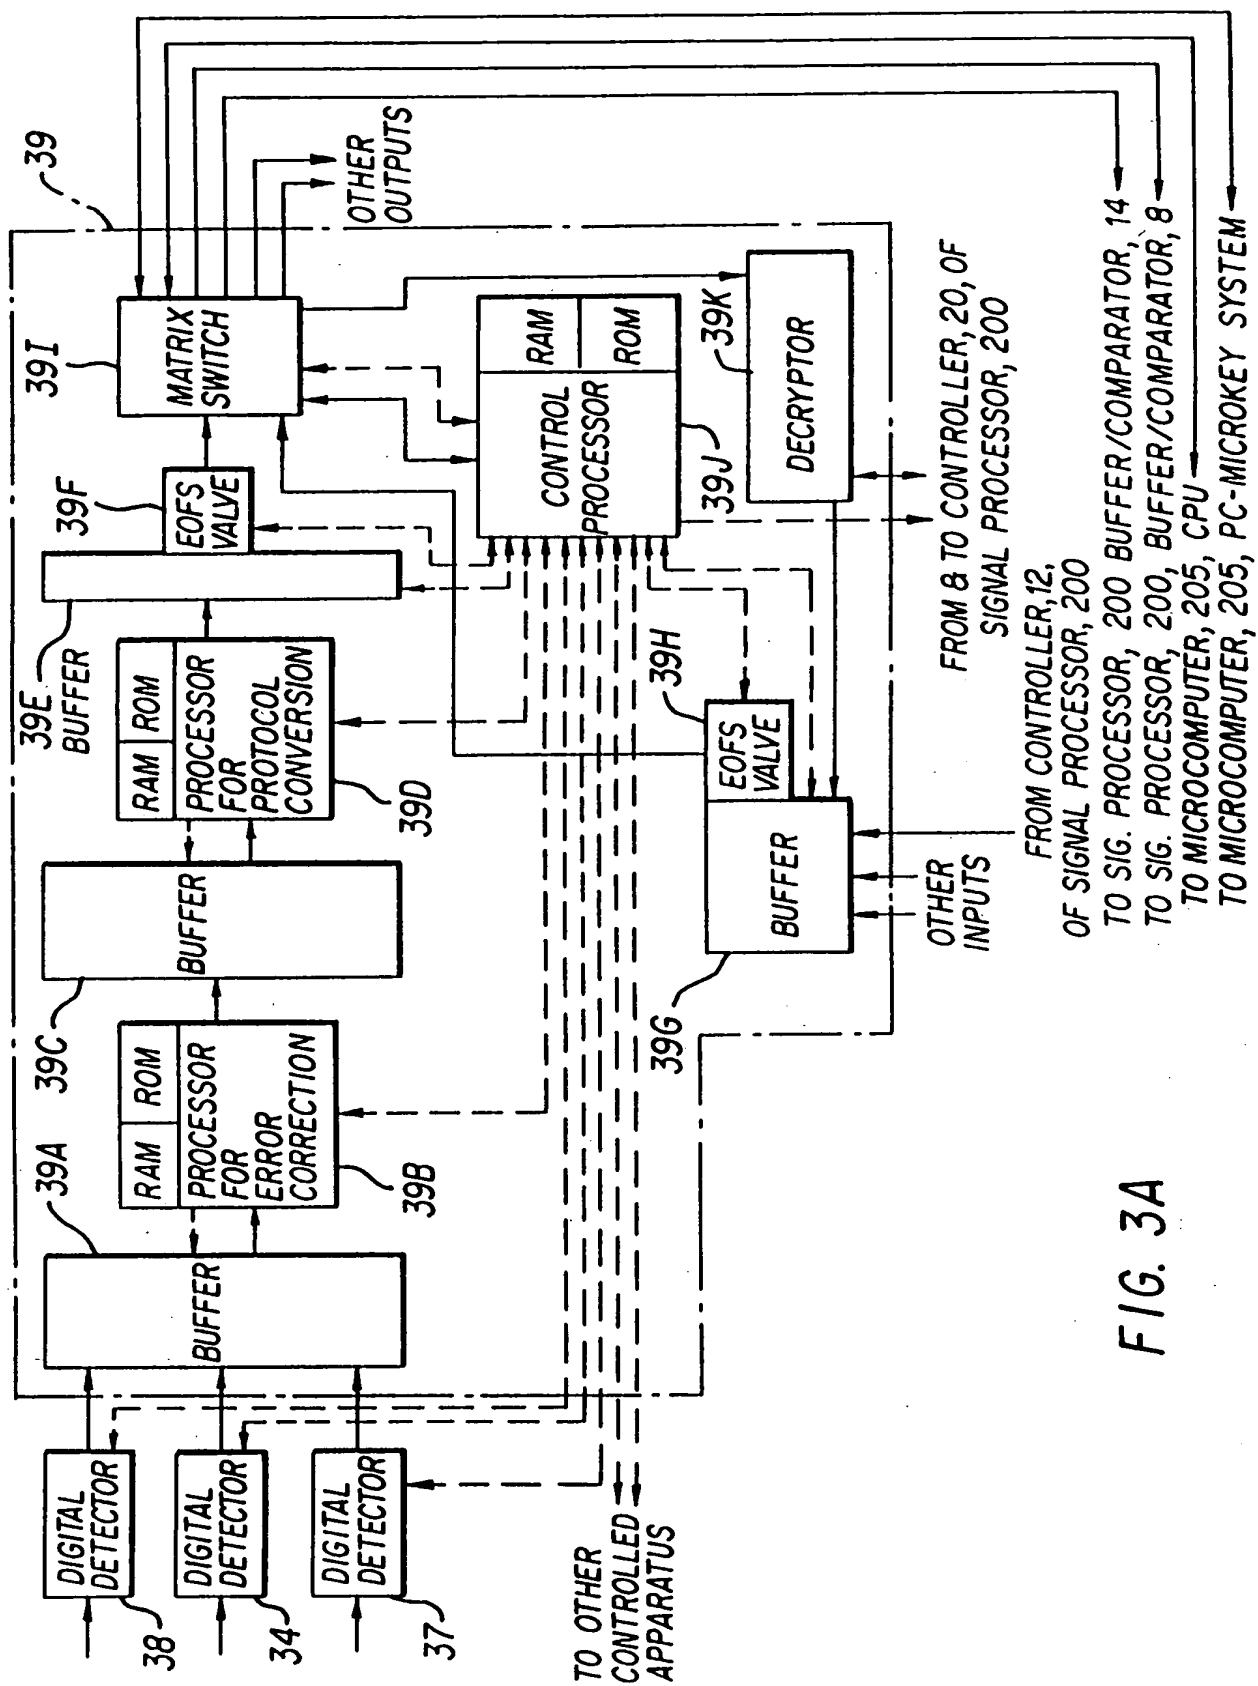 39
38
DIGITAL
DETECTOR
34
DIGITAL
DETECTOR
37
DIGITAL
DETECTOR
39A
BUFFER
RAM
ROM
PROCESSOR
FOR
ERROR
CORRECTION
39B
39C
BUFFER
RAM
ROM
PROCESSOR
FOR
PROTOCOL
CONVERSION
39D
39E
BUFFER
39F
EOFS
VALVE
39I
MATRIX
SWITCH
OTHER
OUTPUTS
CONTROL
PROCESSOR
RAM
ROM
39J
39K
DECRYPTOR
39H
EOFS
VALVE
BUFFER
39G
OTHER
INPUTS
TO OTHER
CONTROLLED
APPARATUS
FROM & TO CONTROLLER, 20, OF
SIGNAL PROCESSOR, 200
FROM CONTROLLER, 12,
OF SIGNAL PROCESSOR, 200
TO SIG. PROCESSOR, 200 BUFFER/COMPARATOR, 14
TO SIG. PROCESSOR, 200, BUFFER/COMPARATOR, 8
TO MICROCOMPUTER, 205, CPU
TO MICROCOMPUTER, 205, PC-MICROKEY SYSTEM
FIG. 3A